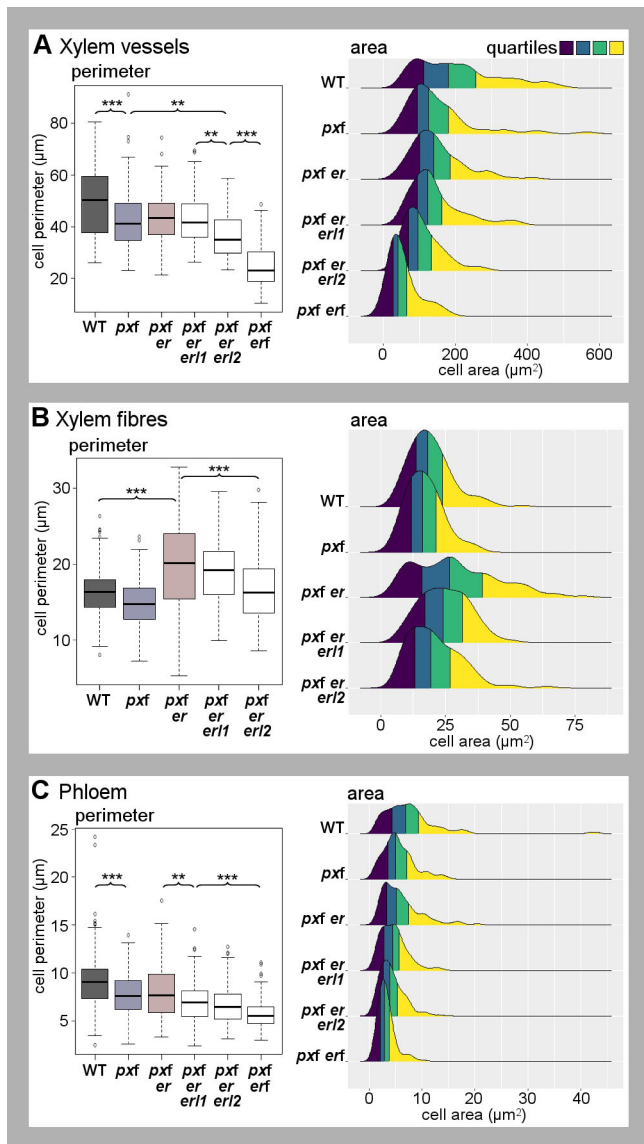 A Xylem vessels
perimeter
cell perimeter (µm)
80
60
40
20
***
**
**
***
WT
pxf
pxf er
pxf er erl1
pxf er erl2
pxf erf
area
quartiles
WT
pxf
pxf er
pxf er erl1
pxf er erl2
pxf erf
0 200 400 600
cell area (µm²)
B Xylem fibres
perimeter
cell perimeter (µm)
30
20
10
***
***
WT
pxf
pxf er
pxf er erl1
pxf er erl2
area
WT
pxf
pxf er
pxf er erl1
pxf er erl2
0 25 50 75
cell area (µm²)
C Phloem
perimeter
cell perimeter (µm)
25
20
15
10
5
***
**
***
WT
pxf
pxf er
pxf er erl1
pxf er erl2
pxf erf
area
WT
pxf
pxf er
pxf er erl1
pxf er erl2
pxf erf
0 10 20 30 40
cell area (µm²)